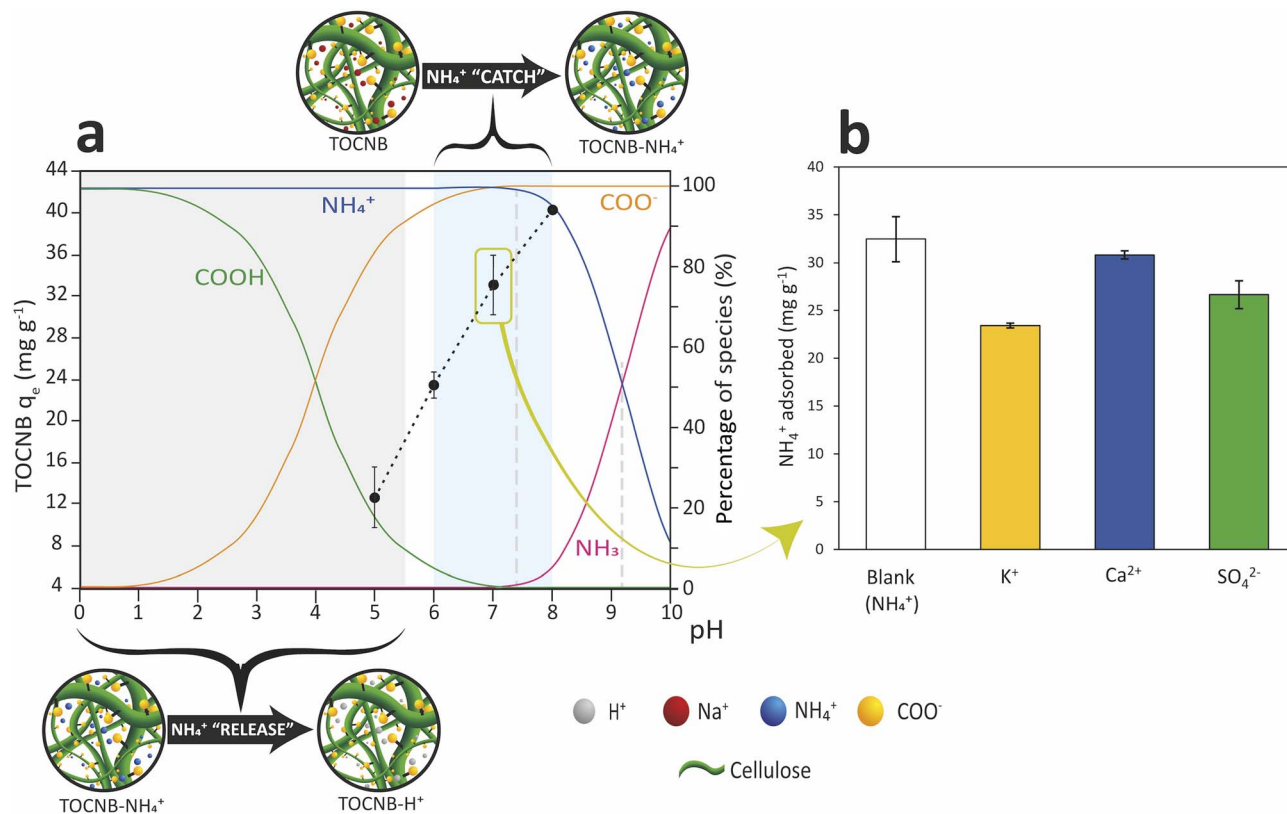 NH₄⁺ "CATCH"
TOCNB
TOCNB-NH₄⁺
a
b
44
40
36
32
28
24
20
16
12
8
4
TOCNB qₑ (mg g⁻¹)
NH₄⁺
COO⁻
COOH
NH₃
100
80
60
40
20
0
Percentage of species (%)
0 1 2 3 4 5 6 7 8 9 10
pH
40
35
30
25
20
15
10
5
0
NH₄⁺ adsorbed (mg g⁻¹)
Blank (NH₄⁺)
K⁺
Ca²⁺
SO₄²⁻
NH₄⁺ "RELEASE"
TOCNB-NH₄⁺
TOCNB-H⁺
H⁺
Na⁺
NH₄⁺
COO⁻
Cellulose